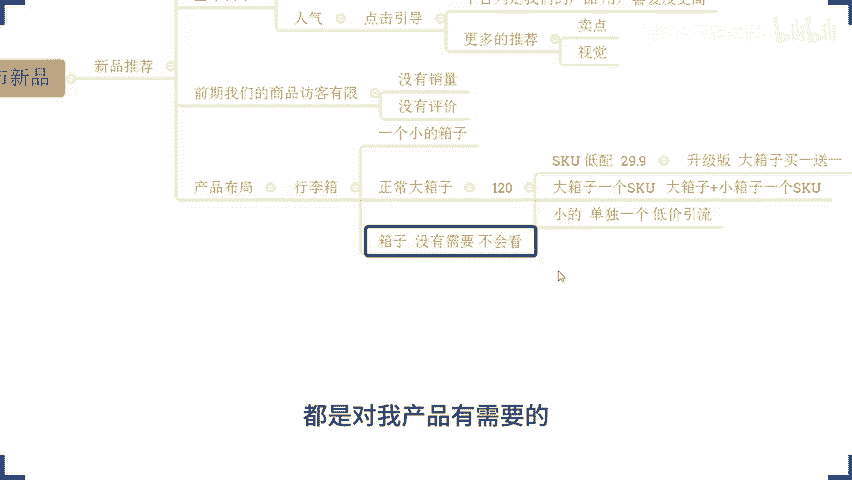 人气 点击引导
更多的推荐
卖点
视觉
市新品
新品推荐
前期我们的商品访客有限
没有销量
没有评价
一个小的箱子
产品布局 行李箱 正常大箱子 120
SKU 低配 29.9 升级版 大箱子买一送一
大箱子一个SKU 大箱子+小箱子一个SKU
小的 单独一个 低价引流
箱子 没有需要 不会看
都是对我产品有需要的
bilibili